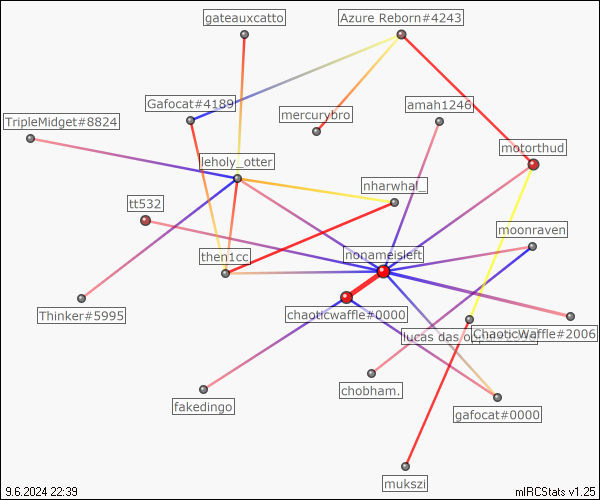 gateauxcatto
Azure Reborn#4243
Gafocat#4189
amah1246
mercurybro
TripleMidget#8824
motorthud
leholy_otter
nharwhal_
tt532
moonraven
then1cc
nonameisleft
Thinker#5995
chaoticwaffle#0000
lucas das
ChaoticWaffle#2006
chobham.
fakedingo
gafocat#0000
mukszi
9.6.2024 22:39
mIRCStats v1.25